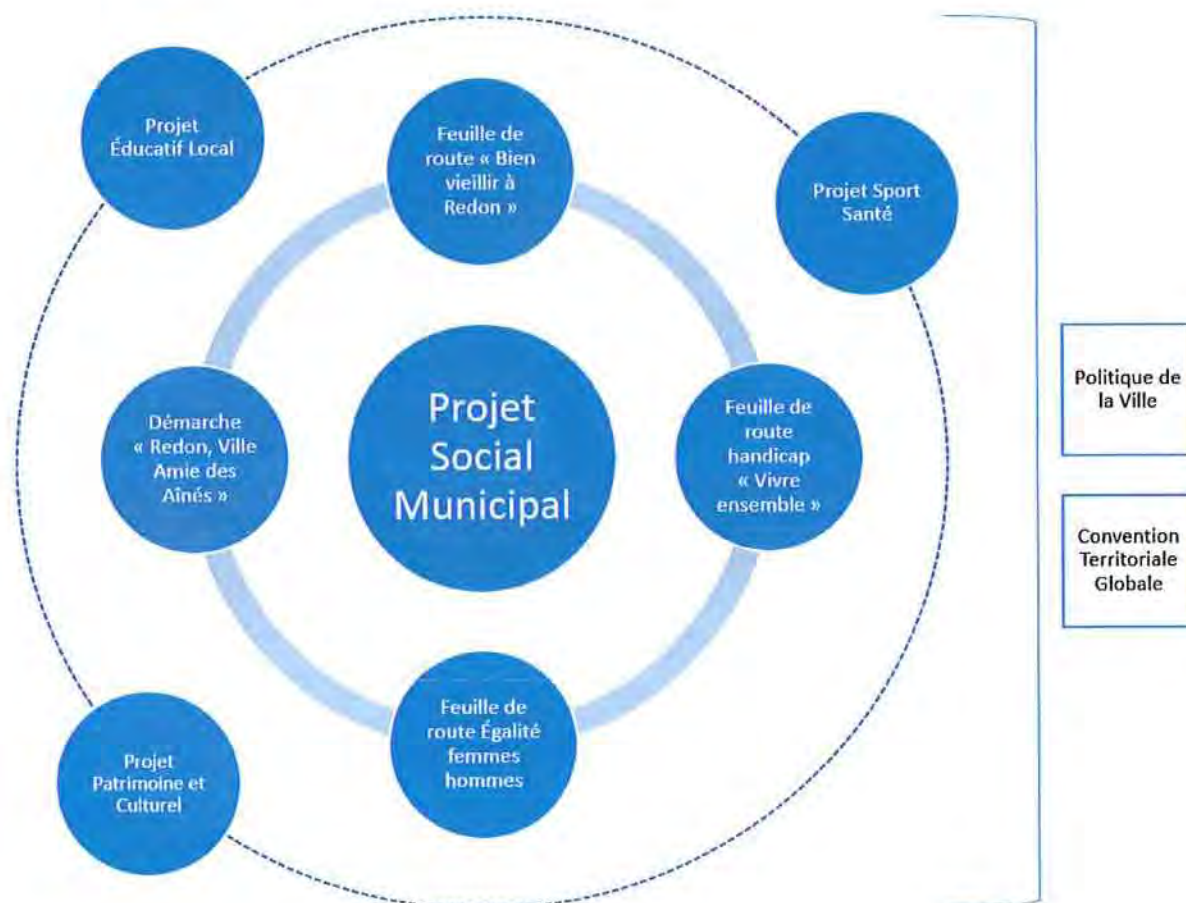 Projet
Éducatif Local
Feuille de
route « Bien
vieillir à
Redon »
Projet Sport
Santé
Démarche
« Redon, Ville
Amie des
Aînés »
Projet
Social
Municipal
Feuille de
route
handicap
« Vivre
ensemble »
Politique de
la Ville
Convention
Territoriale
Globale
Projet
Patrimoine et
Culturel
Feuille de
route Égalité
femmes
hommes